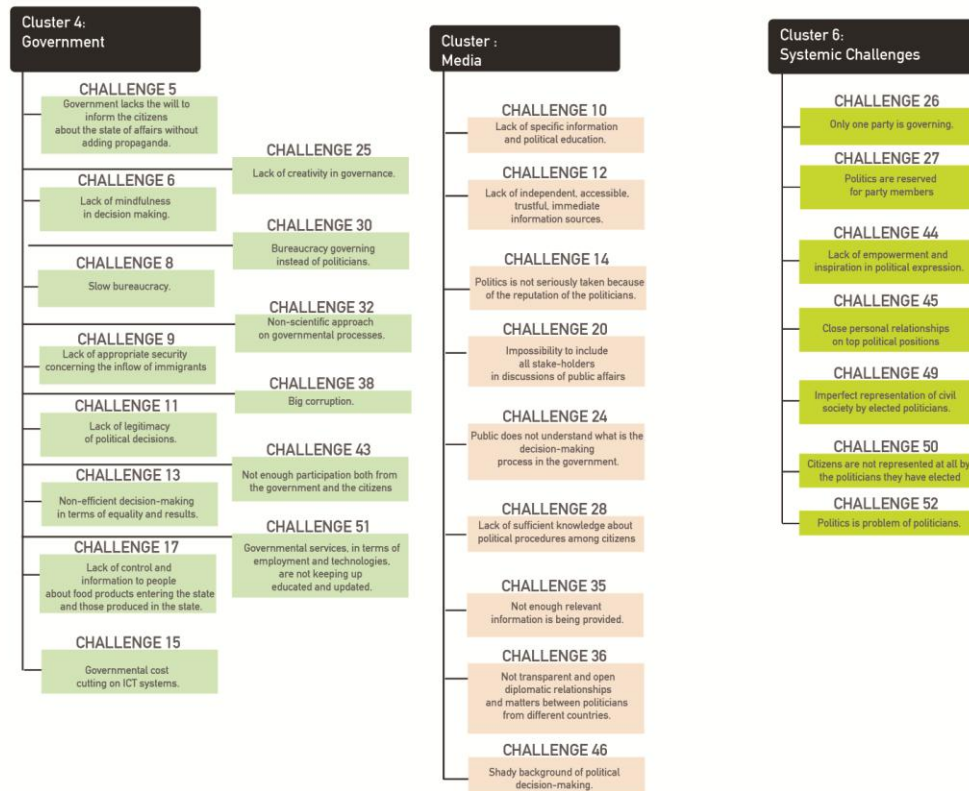 Cluster 4:
Government
CHALLENGE 5
Government lacks the will to
inform the citizens
about the state of affairs without
adding propaganda.
CHALLENGE 25
Lack of creativity in governance.
CHALLENGE 6
Lack of mindfulness
in decision making.
CHALLENGE 30
Bureaucracy governing
instead of politicians.
CHALLENGE 8
Slow bureaucracy.
CHALLENGE 32
Non-scientific approach
on governmental processes.
CHALLENGE 9
Lack of appropriate security
concerning the inflow of immigrants
CHALLENGE 38
Big corruption.
CHALLENGE 11
Lack of legitimacy
of political decisions.
CHALLENGE 43
Not enough participation both from
the government and the citizens
CHALLENGE 13
Non-efficient decision-making
in terms of equality and results.
CHALLENGE 51
Governmental services, in terms of
employment and technologies,
are not keeping up
educated and updated.
CHALLENGE 17
Lack of control and
information to people
about food products entering the state
and those produced in the state.
CHALLENGE 15
Governmental cost
cutting on ICT systems.
Cluster :
Media
CHALLENGE 10
Lack of specific information
and political education.
CHALLENGE 12
Lack of independent, accessible,
trustful, immediate
information sources.
CHALLENGE 14
Politics is not seriously taken because
of the reputation of the politicians.
CHALLENGE 20
Impossibility to include
all stake-holders
in discussions of public affairs
CHALLENGE 24
Public does not understand what is the
decision-making
process in the government.
CHALLENGE 28
Lack of sufficient knowledge about
political procedures among citizens
CHALLENGE 35
Not enough relevant
information is being provided.
CHALLENGE 36
Not transparent and open
diplomatic relationships
and matters between politicians
from different countries.
CHALLENGE 46
Shady background of political
decision-making.
Cluster 6:
Systemic Challenges
CHALLENGE 26
Only one party is governing.
CHALLENGE 27
Politics are reserved
for party members
CHALLENGE 44
Lack of empowerment and
inspiration in political expression.
CHALLENGE 45
Close personal relationships
on top political positions
CHALLENGE 49
Imperfect representation of civil
society by elected politicians.
CHALLENGE 50
Citizens are not represented at all by
the politicians they have elected
CHALLENGE 52
Politics is problem of politicians.